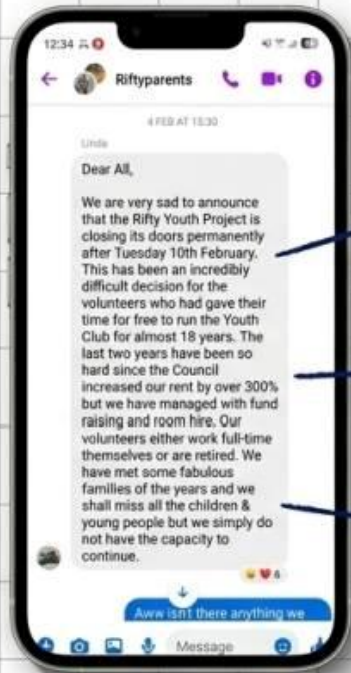 12:34
Riftyparents
4 FEB AT 15:30
Linda
Dear All,
We are very sad to announce
that the Rifty Youth Project is
closing its doors permanently
after Tuesday 10th February.
This has been an incredibly
difficult decision for the
volunteers who had gave their
time for free to run the Youth
Club for almost 18 years. The
last two years have been so
hard since the Council
increased our rent by over 300%
but we have managed with fund
raising and room hire. Our
volunteers either work full-time
themselves or are retired. We
have met some fabulous
families of the years and we
shall miss all the children &
young people but we simply do
not have the capacity to
continue.
6
Aww isn't there anything we
Message